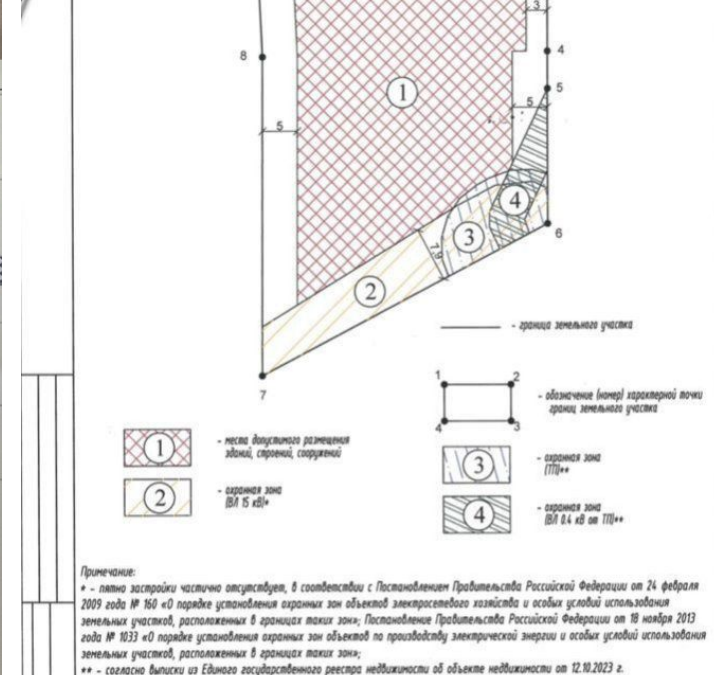 3
4
8
5
1
5
5
4
3
6
7,6
2
- граница земельного участка
7
1 2
4 3
- обозначение (номер) характерной точки
границ земельного участка
1
- места допустимого размещения
зданий, строений, сооружений
3
- охранная зона
(ТП)**
2
- охранная зона
(ВЛ 15 кВ)*
4
- охранная зона
(ВЛ 0.4 кВ от ТП)**
Примечание:
* - пятно застройки частично отсутствует, в соответствии с Постановлением Правительства Российской Федерации от 24 февраля
2009 года № 160 «О порядке установления охранных зон объектов электросетевого хозяйства и особых условий использования
земельных участков, расположенных в границах таких зон»; Постановление Правительства Российской Федерации от 18 ноября 2013
года № 1033 «О порядке установления охранных зон объектов по производству электрической энергии и особых условий использования
земельных участков, расположенных в границах таких зон»;
** - согласно выписки из Единого государственного реестра недвижимости об объекте недвижимости от 12.10.2023 г.